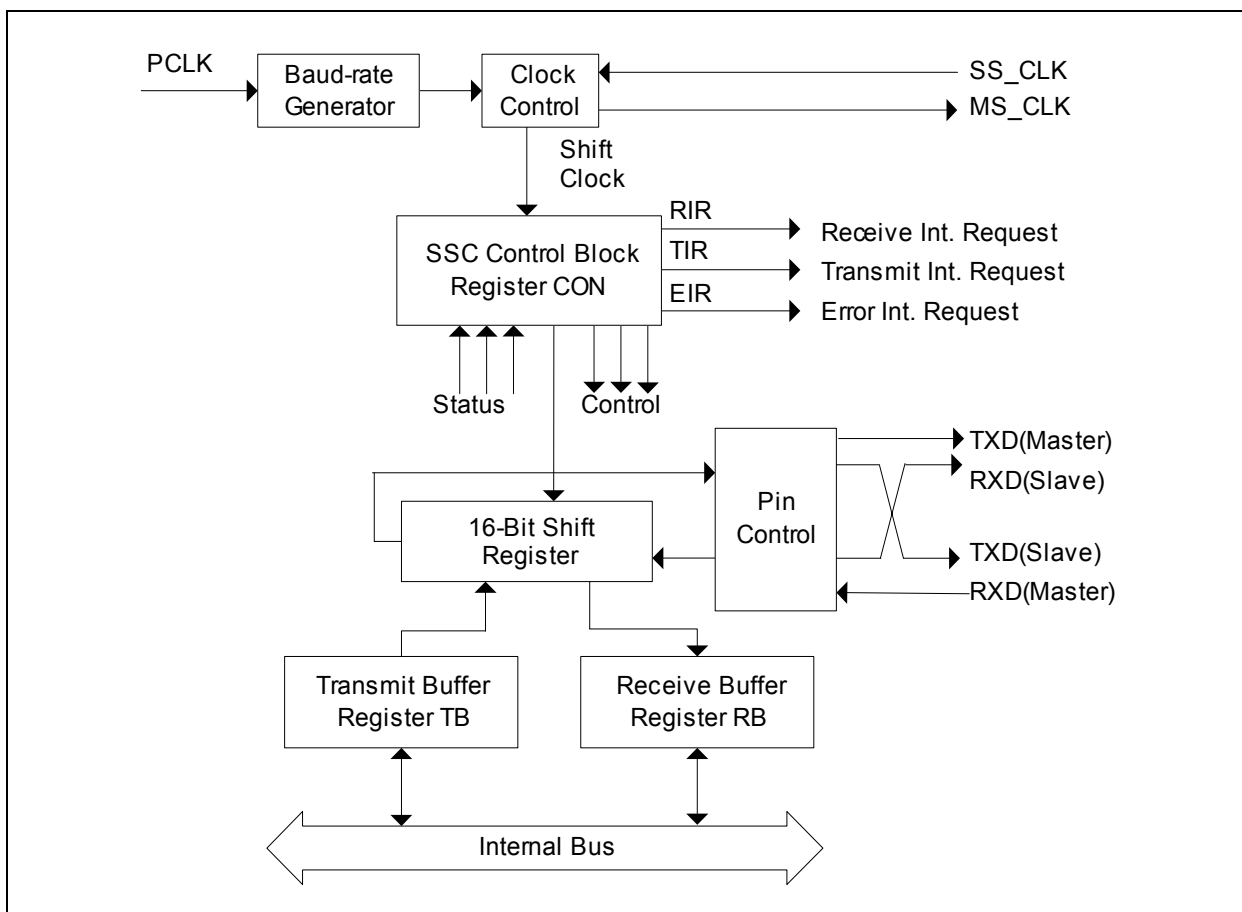 PCLK
Baud-rate
Generator
Clock
Control
SS_CLK
MS_CLK
Shift
Clock
SSC Control Block
Register CON
RIR
Receive Int. Request
TIR
Transmit Int. Request
EIR
Error Int. Request
Status
Control
16-Bit Shift
Register
Pin
Control
TXD(Master)
RXD(Slave)
TXD(Slave)
RXD(Master)
Transmit Buffer
Register TB
Receive Buffer
Register RB
Internal Bus